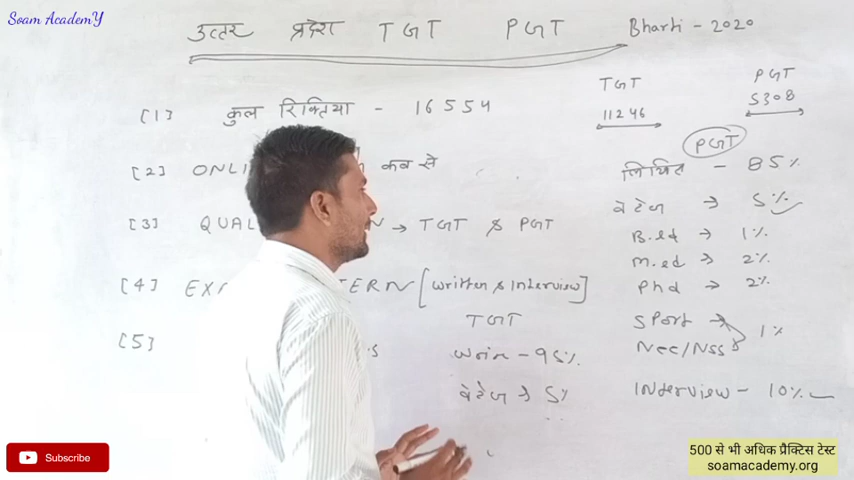 Soam AcademY
उत्तर प्रदेश TGT PGT Bharti - 2020
[1] कुल रिक्तिया - 16554
TGT
11246
PGT
5308
[2] ONLI कब से
[3] QUAL N → TGT & PGT
[4] EX TERN [written & Interview]
[5] S
TGT
- 95%
वेटेज → 5%
PGT
लिखित - 85%
वेटेज → 5%
B.ed → 1%
M.ed → 2%
Phd → 2%
Sport →
Ncc/NSS 1%
Interview - 10%
Subscribe
500 से भी अधिक प्रैक्टिस टेस्ट
soamacademy.org